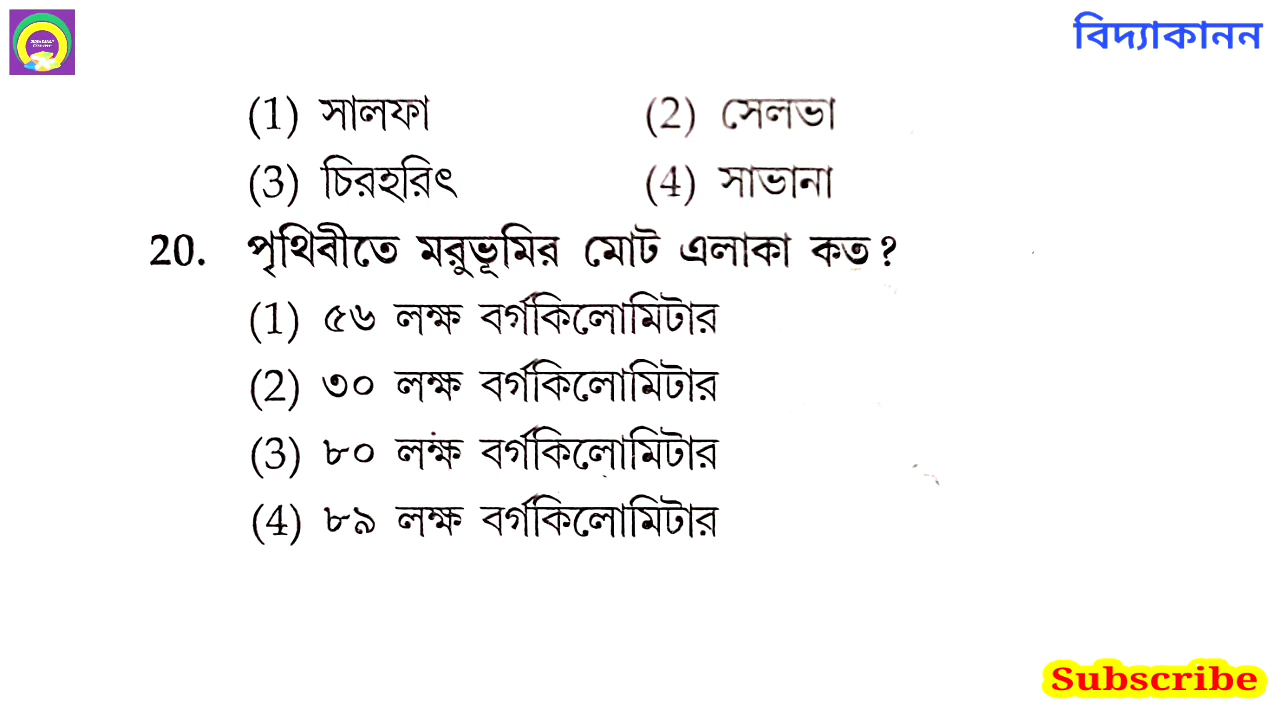 বিদ্যাকানন
(1) সালফা (2) সেলভা
(3) চিরহরিৎ (4) সাভানা
20. পৃথিবীতে মরুভূমির মোট এলাকা কত?
(1) ৫৬ লক্ষ বর্গকিলোমিটার
(2) ৩০ লক্ষ বর্গকিলোমিটার
(3) ৮০ লক্ষ বর্গকিলোমিটার
(4) ৮৯ লক্ষ বর্গকিলোমিটার
Subscribe